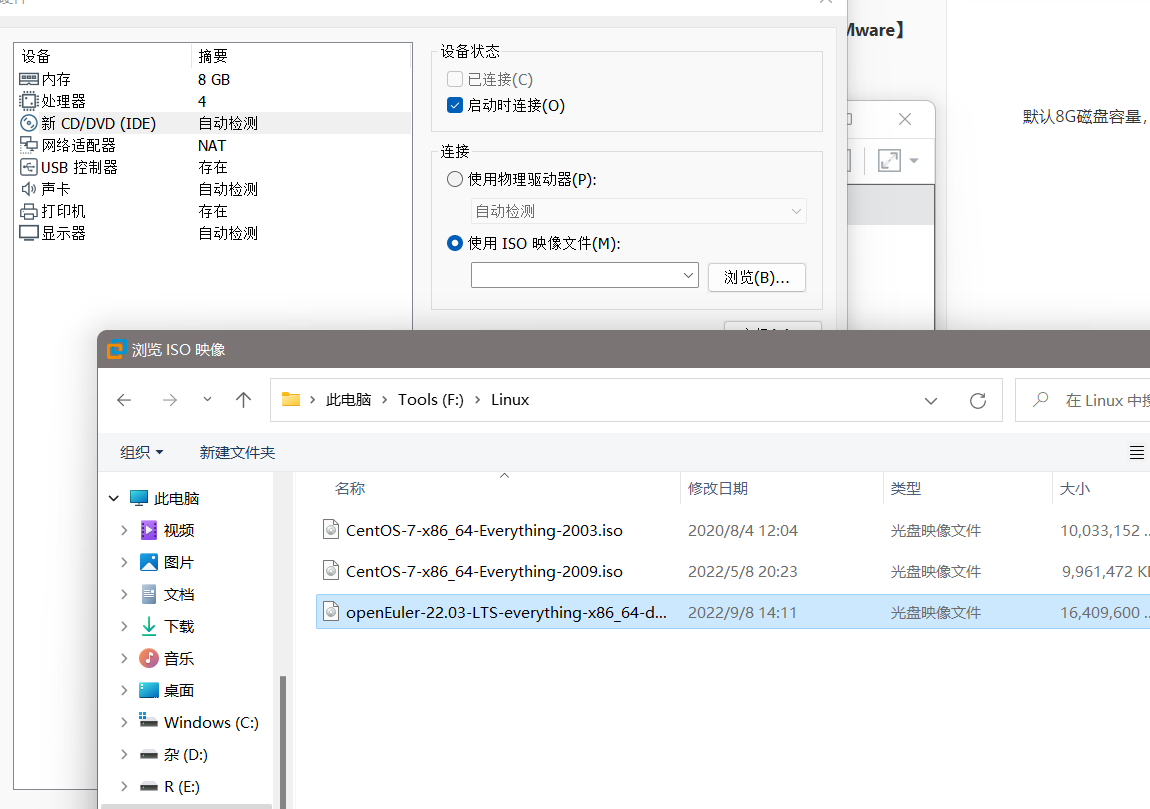 Mware】
设备 摘要
内存 8 GB
处理器 4
新 CD/DVD (IDE) 自动检测
网络适配器 NAT
USB 控制器 存在
声卡 自动检测
打印机 存在
显示器 自动检测
设备状态
已连接(C)
启动时连接(O)
连接
使用物理驱动器(P):
自动检测
使用 ISO 映像文件(M):
浏览(B)...
默认8G磁盘容量，
浏览 ISO 映像
此电脑 › Tools (F:) › Linux
在 Linux 中
组织 新建文件夹
此电脑
视频
图片
文档
下载
音乐
桌面
Windows (C:)
杂 (D:)
R (E:)
名称 修改日期 类型 大小
CentOS-7-x86_64-Everything-2003.iso 2020/8/4 12:04 光盘映像文件 10,033,152 ..
CentOS-7-x86_64-Everything-2009.iso 2022/5/8 20:23 光盘映像文件 9,961,472 K
openEuler-22.03-LTS-everything-x86_64-d... 2022/9/8 14:11 光盘映像文件 16,409,600 ..